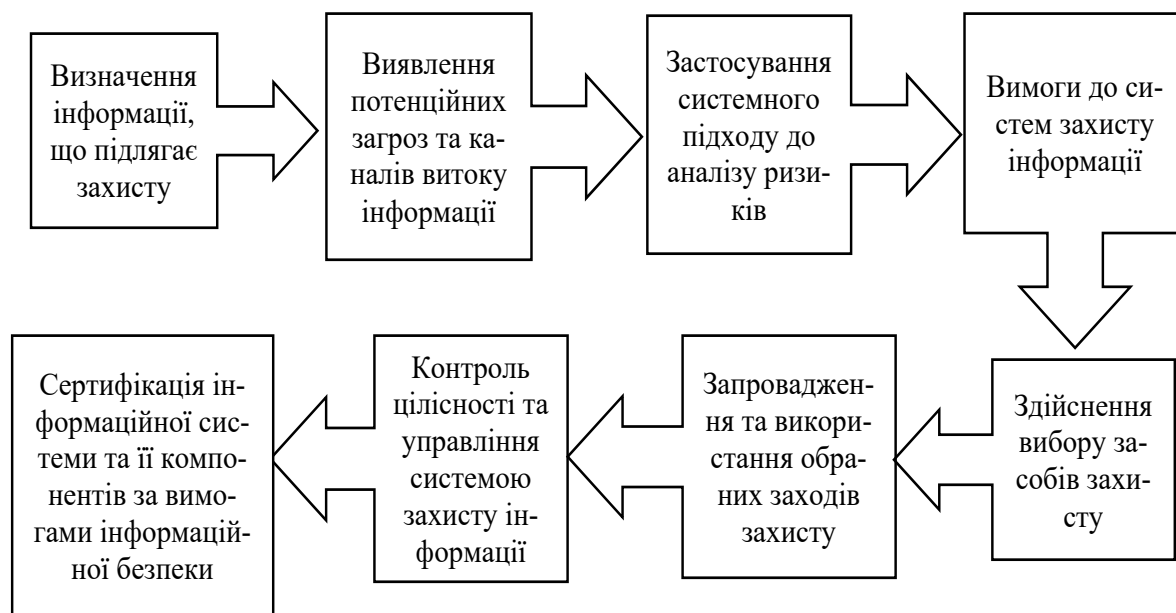 Визначення
інформації,
що підлягає
захисту
Виявлення
потенційних
загроз та ка-
налів витоку
інформації
Застосування
системного
підходу до
аналізу ризи-
ків
Вимоги до си-
стем захисту
інформації
Здійснення
вибору за-
собів захи-
сту
Запроваджен-
ня та викори-
стання обра-
них заходів
захисту
Контроль
цілісності та
управління
системою
захисту ін-
формації
Сертифікація ін-
формаційної сис-
теми та її компо-
нентів за вимо-
гами інформацій-
ної безпеки